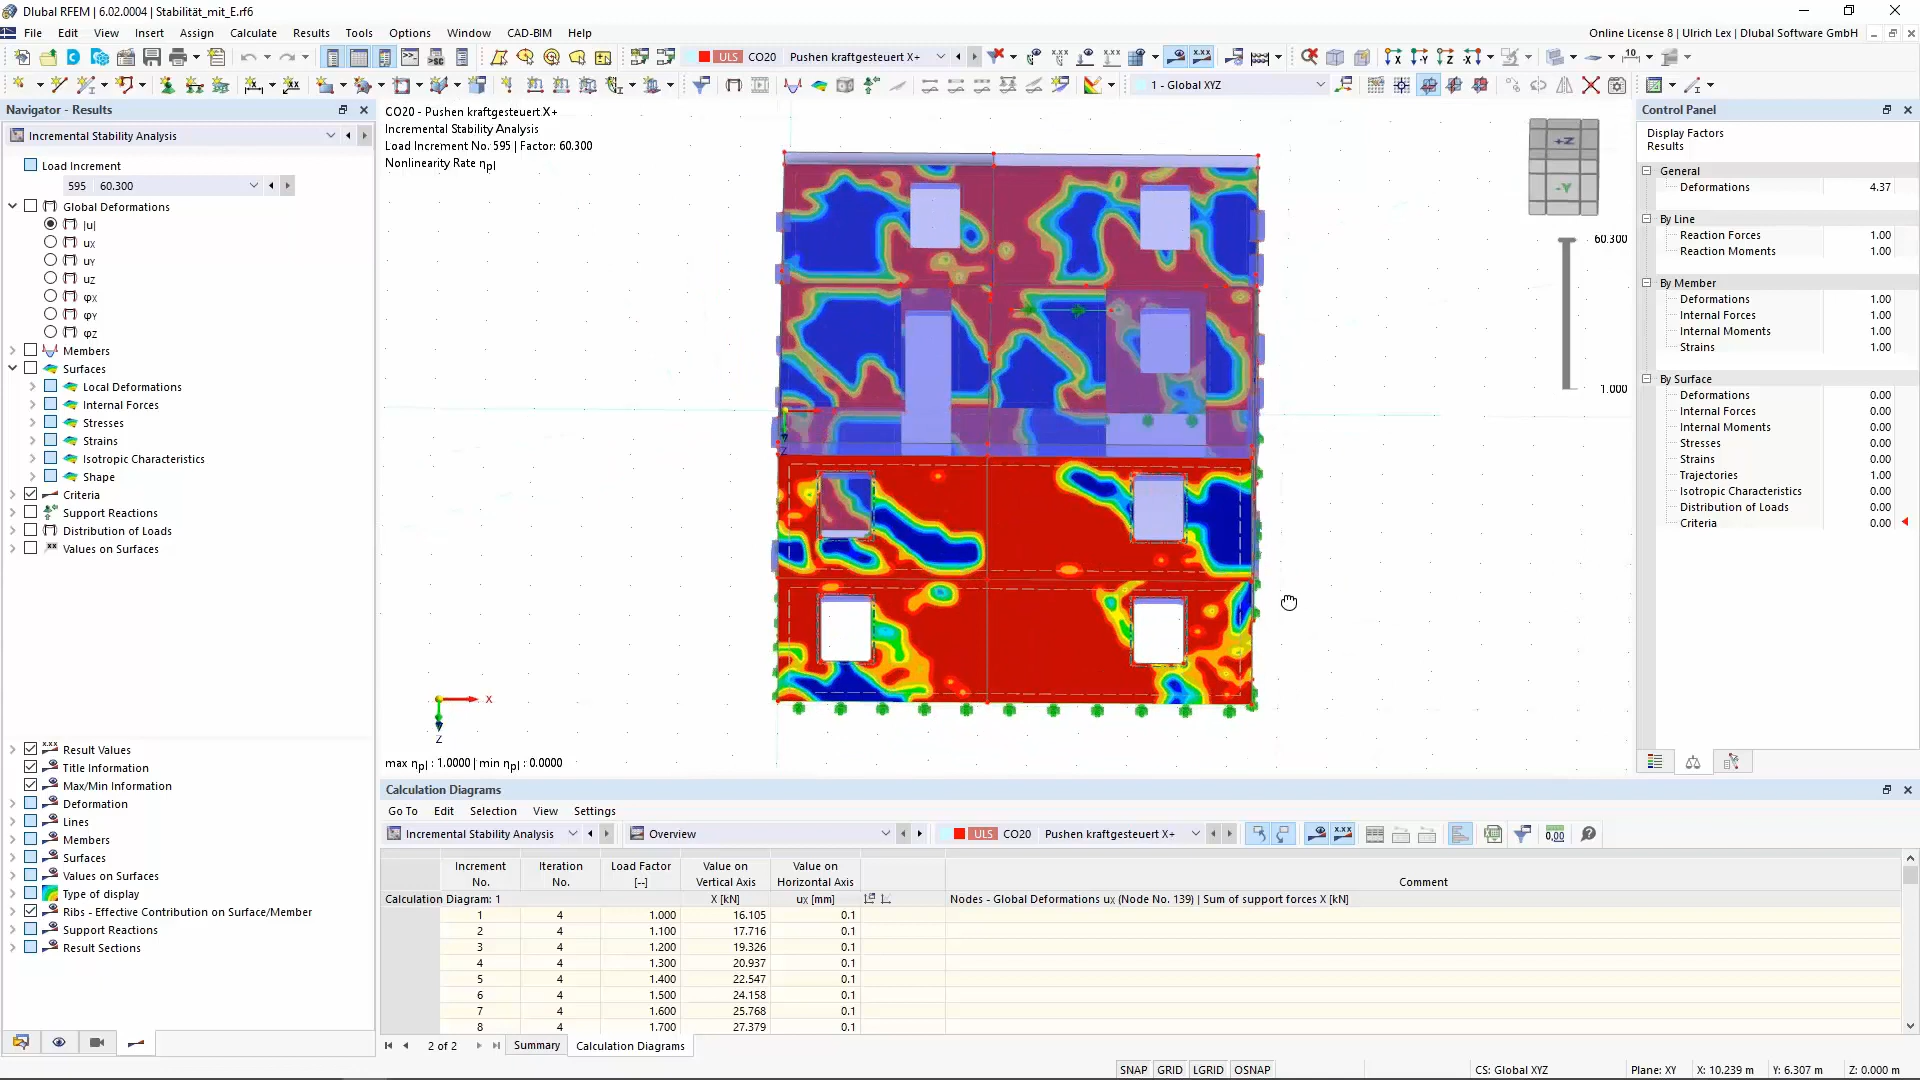 Dlubal RFEM | 6.02.0004 | Stabilität_mit_E.rf6
File Edit View Insert Assign Calculate Results Tools Options Window CAD-BIM Help
Online License 8 | Ulrich Lex | Dlubal Software GmbH
ULS CO20 Pushen kraftgesteuert X+
1 - Global XYZ
Navigator - Results
Incremental Stability Analysis
Load Increment
595 60.300
Global Deformations
|u|
uX
uY
uZ
φX
φY
φZ
Members
Surfaces
Local Deformations
Internal Forces
Stresses
Strains
Isotropic Characteristics
Shape
Criteria
Support Reactions
Distribution of Loads
Values on Surfaces
Result Values
Title Information
Max/Min Information
Deformation
Lines
Members
Surfaces
Values on Surfaces
Type of display
Ribs - Effective Contribution on Surface/Member
Support Reactions
Result Sections
CO20 - Pushen kraftgesteuert X+
Incremental Stability Analysis
Load Increment No. 595 | Factor: 60.300
Nonlinearity Rate ηpl
+Z
-Y
60.300
1.000
Z
X
Z
max ηpl : 1.0000 | min ηpl : 0.0000
Control Panel
Display Factors
Results
General
Deformations 4.37
By Line
Reaction Forces 1.00
Reaction Moments 1.00
By Member
Deformations 1.00
Internal Forces 1.00
Internal Moments 1.00
Strains 1.00
By Surface
Deformations 0.00
Internal Forces 0.00
Internal Moments 0.00
Stresses 0.00
Strains 0.00
Trajectories 1.00
Isotropic Characteristics 0.00
Distribution of Loads 0.00
Criteria 0.00
Calculation Diagrams
Go To Edit Selection View Settings
Incremental Stability Analysis Overview ULS CO20 Pushen kraftgesteuert X+
Increment Iteration Load Factor Value on Value on
No. No. [--] Vertical Axis Horizontal Axis Comment
Calculation Diagram: 1 X [kN] uX [mm] Nodes - Global Deformations uX (Node No. 139) | Sum of support forces X [kN]
1 4 1.000 16.105 0.1
2 4 1.100 17.716 0.1
3 4 1.200 19.326 0.1
4 4 1.300 20.937 0.1
5 4 1.400 22.547 0.1
6 4 1.500 24.158 0.1
7 4 1.600 25.768 0.1
8 4 1.700 27.379 0.1
2 of 2 Summary Calculation Diagrams
SNAP GRID LGRID OSNAP CS: Global XYZ Plane: XY X: 10.239 m Y: 6.307 m Z: 0.000 m